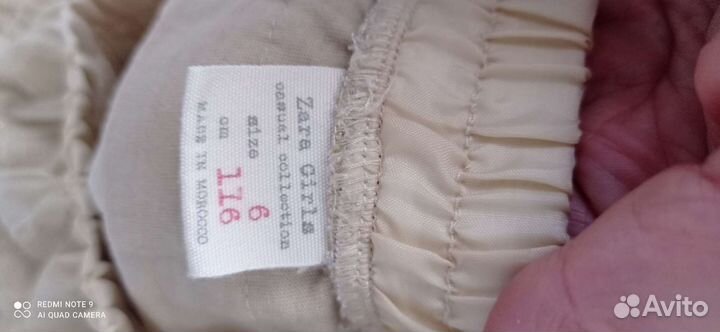 Zara Girls
casual collection
size
6
116
cm
MADE IN MOROCCO
REDMI NOTE 9
AI QUAD CAMERA
Avito